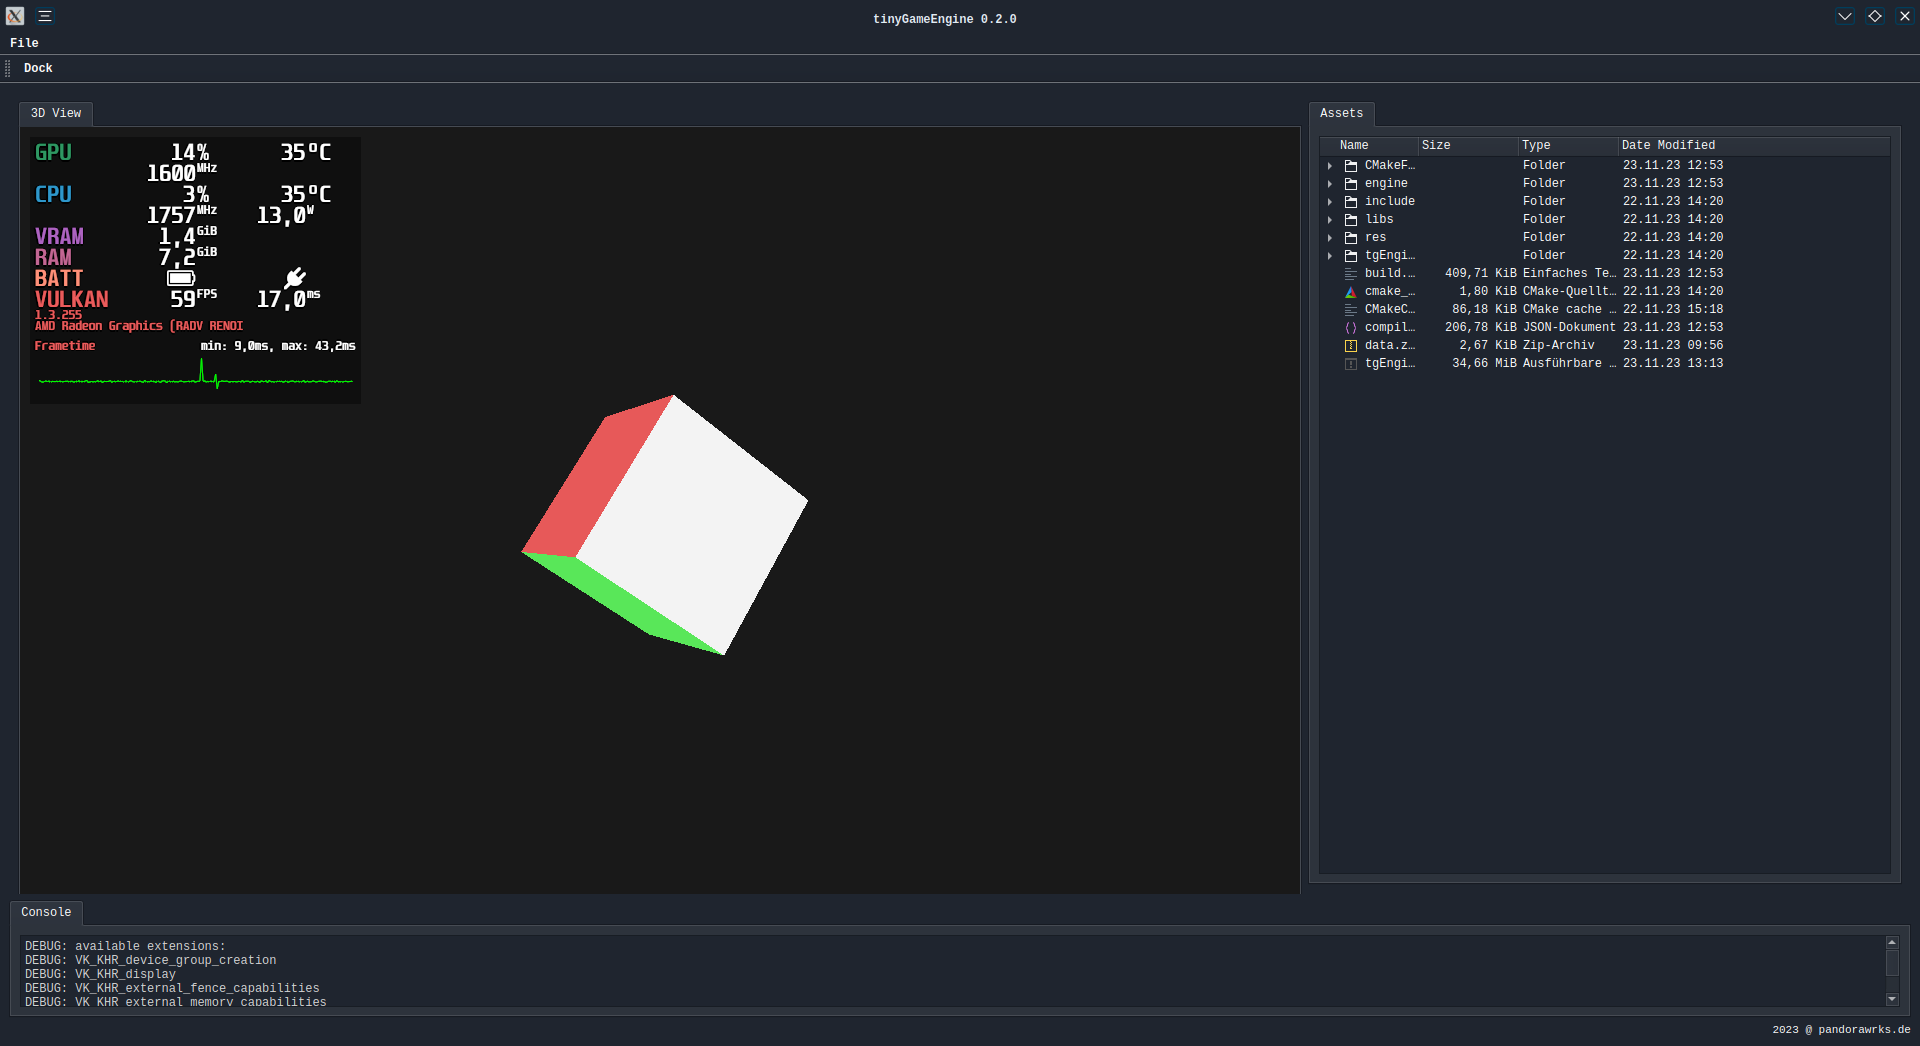 tinyGameEngine 0.2.0
File
Dock
3D View
GPU 14% 35°C
1600MHz
CPU 3% 35°C
1757MHz 13,0W
VRAM 1,4GiB
RAM 7,2GiB
BATT
VULKAN 59FPS 17,0ms
1.3.255
AMD Radeon Graphics (RADV RENOI
Frametime min: 9,0ms, max: 43,2ms
Assets
Name Size Type Date Modified
CMakeF… Folder 23.11.23 12:53
engine Folder 23.11.23 12:53
include Folder 22.11.23 14:20
libs Folder 22.11.23 14:20
res Folder 22.11.23 14:20
tgEngi… Folder 22.11.23 14:20
build.… 409,71 KiB Einfaches Te… 23.11.23 12:53
cmake_… 1,80 KiB CMake-Quellt… 22.11.23 14:20
CMakeC… 86,18 KiB CMake cache … 22.11.23 15:18
compil… 206,78 KiB JSON-Dokument 23.11.23 12:53
data.z… 2,67 KiB Zip-Archiv 23.11.23 09:56
tgEngi… 34,66 MiB Ausführbare … 23.11.23 13:13
Console
DEBUG: available extensions:
DEBUG: VK_KHR_device_group_creation
DEBUG: VK_KHR_display
DEBUG: VK_KHR_external_fence_capabilities
DEBUG: VK_KHR_external_memory_capabilities
2023 @ pandorawrks.de